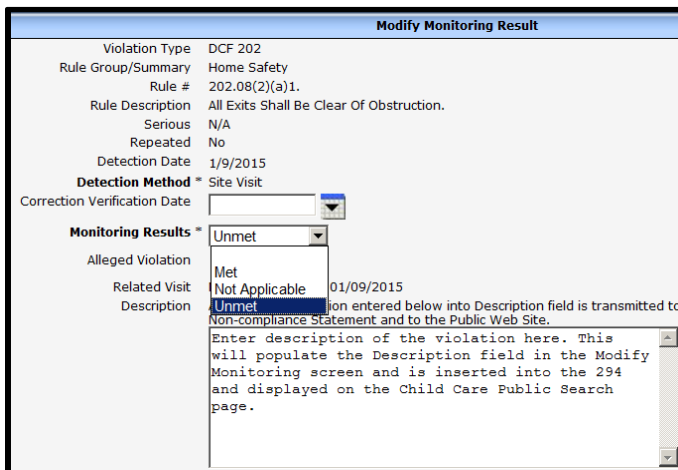 Modify Monitoring Result
Violation Type DCF 202
Rule Group/Summary Home Safety
Rule # 202.08(2)(a)1.
Rule Description All Exits Shall Be Clear Of Obstruction.
Serious N/A
Repeated No
Detection Date 1/9/2015
Detection Method * Site Visit
Correction Verification Date
Monitoring Results * Unmet
Alleged Violation
Met
Related Visit Not Applicable 01/09/2015
Description Unmet entered below into Description field is transmitted to
Non-compliance Statement and to the Public Web Site.
Enter description of the violation here. This
will populate the Description field in the Modify
Monitoring screen and is inserted into the 294
and displayed on the Child Care Public Search
page.